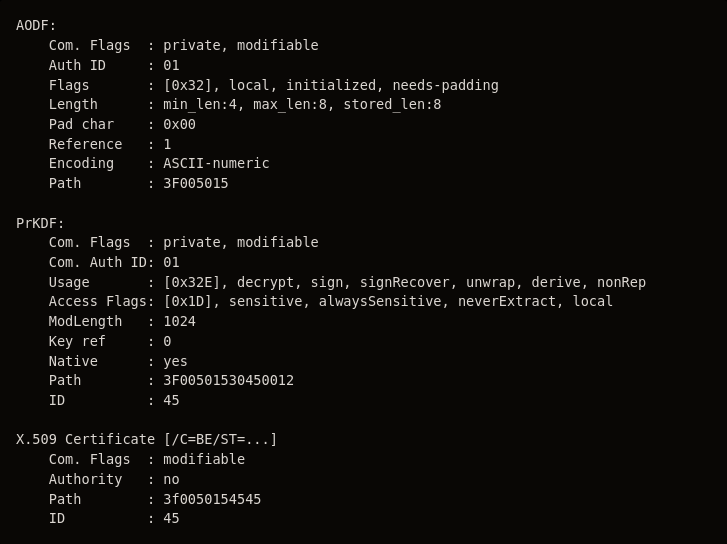 AODF:
    Com. Flags  : private, modifiable
    Auth ID     : 01
    Flags       : [0x32], local, initialized, needs-padding
    Length      : min_len:4, max_len:8, stored_len:8
    Pad char    : 0x00
    Reference   : 1
    Encoding    : ASCII-numeric
    Path        : 3F005015

PrKDF:
    Com. Flags  : private, modifiable
    Com. Auth ID: 01
    Usage       : [0x32E], decrypt, sign, signRecover, unwrap, derive, nonRep
    Access Flags: [0x1D], sensitive, alwaysSensitive, neverExtract, local
    ModLength   : 1024
    Key ref     : 0
    Native      : yes
    Path        : 3F00501530450012
    ID          : 45

X.509 Certificate [/C=BE/ST=...]
    Com. Flags  : modifiable
    Authority   : no
    Path        : 3f0050154545
    ID          : 45